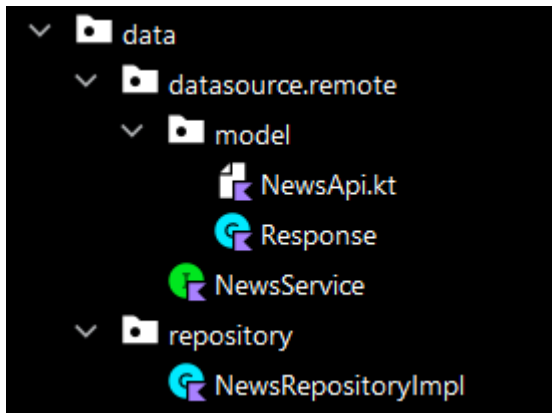 data
datasource.remote
model
NewsApi.kt
Response
NewsService
repository
NewsRepositoryImpl